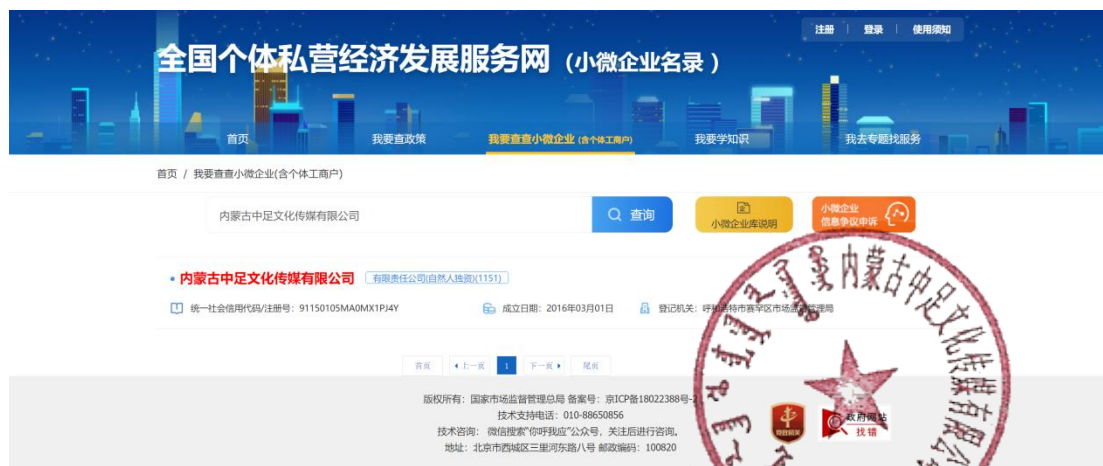 注册 | 登录 | 使用须知
全国个体私营经济发展服务网（小微企业名录）
首页 我要查政策 我要查查小微企业 (含个体工商户) 我要学知识 我去专题找服务
首页 / 我要查查小微企业(含个体工商户)
内蒙古中足文化传媒有限公司 查询
小微企业库说明
小微企业
信息争议申诉
内蒙古中足文化传媒有限公司 有限责任公司(自然人独资)(1151)
统一社会信用代码/注册号：91150105MA0MX1PJ4Y 成立日期：2016年03月01日 登记机关：呼和浩特市赛罕区市场监督管理局
首页 上一页 1 下一页 尾页
版权所有：国家市场监督管理总局 备案号：京ICP备18022388号-2
技术支持电话：010-88650856
技术咨询： 微信搜索“你呼我应”公众号，关注后进行咨询。
地址：北京市西城区三里河东路八号 邮政编码：100820
党政机关
政府网站
找错
内蒙古中足文化传媒有限公